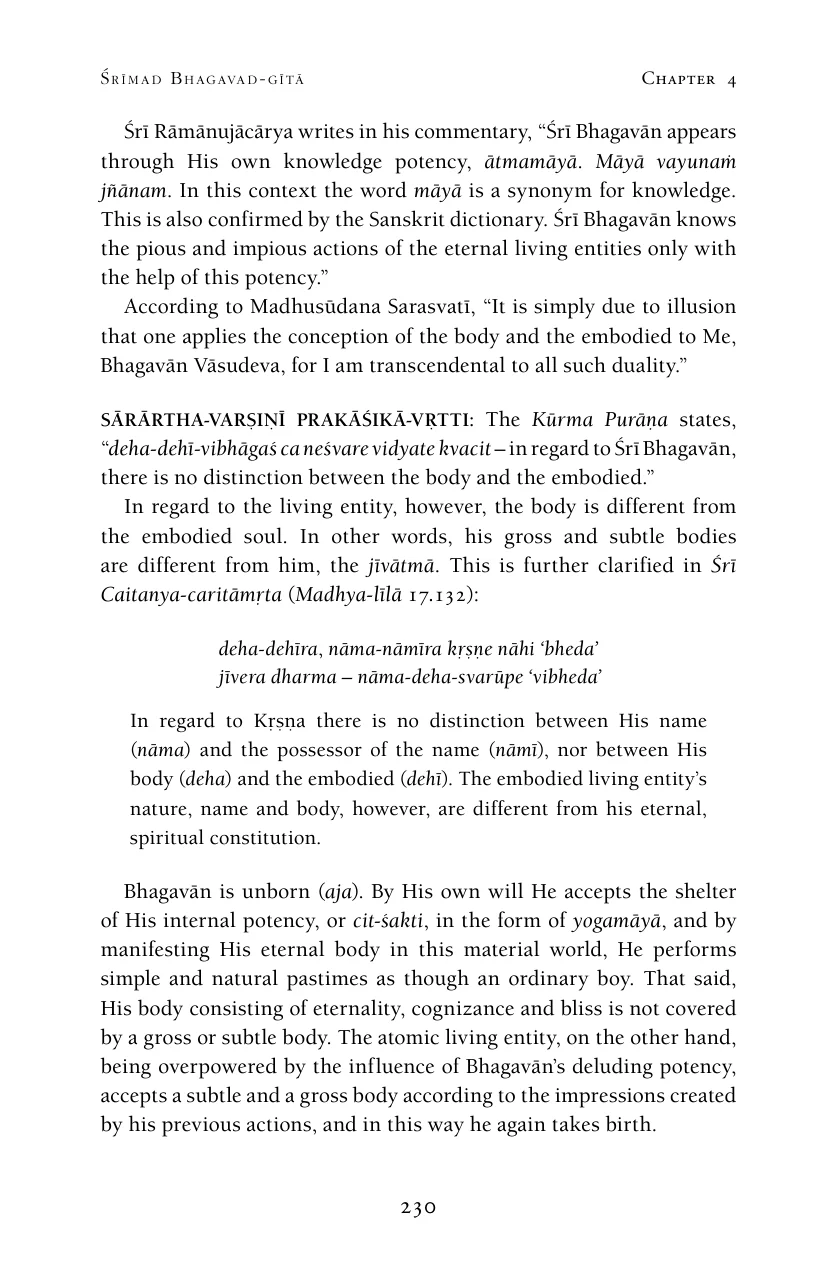 Śrīmad Bhagavad-gītā Chapter 4
Śrī Rāmānujācārya writes in his commentary, “Śrī Bhagavān appears
through His own knowledge potency, ātmamāyā. Māyā vayunaṁ
jñānam. In this context the word māyā is a synonym for knowledge.
This is also confirmed by the Sanskrit dictionary. Śrī Bhagavān knows
the pious and impious actions of the eternal living entities only with
the help of this potency.”
According to Madhusūdana Sarasvatī, “It is simply due to illusion
that one applies the conception of the body and the embodied to Me,
Bhagavān Vāsudeva, for I am transcendental to all such duality.”
SĀRĀRTHA-VARṢIṆĪ PRAKĀŚIKĀ-VṚTTI: The Kūrma Purāṇa states,
“deha-dehī-vibhāgaś ca neśvare vidyate kvacit – in regard to Śrī Bhagavān,
there is no distinction between the body and the embodied.”
In regard to the living entity, however, the body is different from
the embodied soul. In other words, his gross and subtle bodies
are different from him, the jīvātmā. This is further clarified in Śrī
Caitanya-caritāmṛta (Madhya-līlā 17.132):
deha-dehīra, nāma-nāmīra kṛṣṇe nāhi ‘bheda’
jīvera dharma – nāma-deha-svarūpe ‘vibheda’
In regard to Kṛṣṇa there is no distinction between His name
(nāma) and the possessor of the name (nāmī), nor between His
body (deha) and the embodied (dehī). The embodied living entity’s
nature, name and body, however, are different from his eternal,
spiritual constitution.
Bhagavān is unborn (aja). By His own will He accepts the shelter
of His internal potency, or cit-śakti, in the form of yogamāyā, and by
manifesting His eternal body in this material world, He performs
simple and natural pastimes as though an ordinary boy. That said,
His body consisting of eternality, cognizance and bliss is not covered
by a gross or subtle body. The atomic living entity, on the other hand,
being overpowered by the influence of Bhagavān’s deluding potency,
accepts a subtle and a gross body according to the impressions created
by his previous actions, and in this way he again takes birth.
230